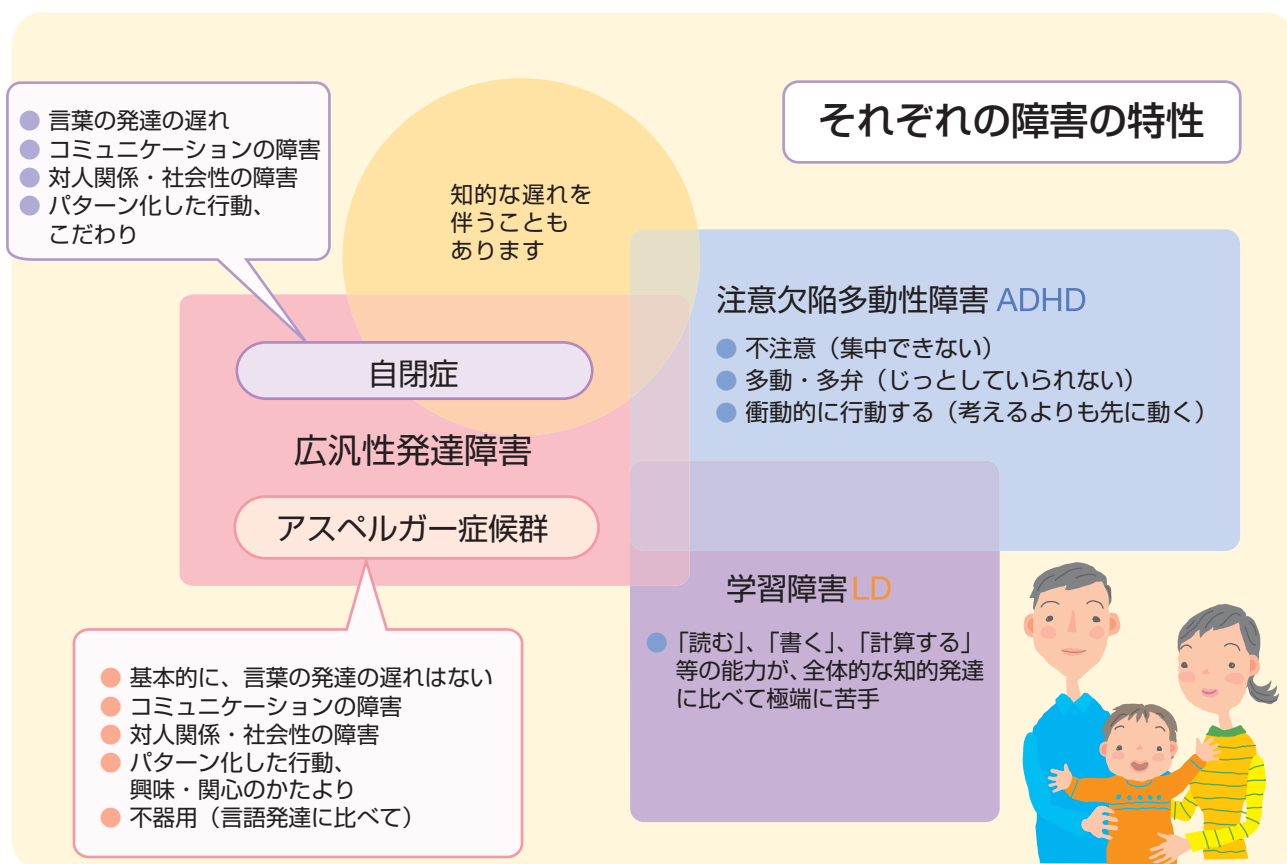 それぞれの障害の特性
● 言葉の発達の遅れ
● コミュニケーションの障害
● 対人関係・社会性の障害
● パターン化した行動、
こだわり
知的な遅れを
伴うことも
あります
自閉症
広汎性発達障害
アスペルガー症候群
● 基本的に、言葉の発達の遅れはない
● コミュニケーションの障害
● 対人関係・社会性の障害
● パターン化した行動、
興味・関心のかたより
● 不器用（言語発達に比べて）
注意欠陥多動性障害 ADHD
● 不注意（集中できない）
● 多動・多弁（じっとしていられない）
● 衝動的に行動する（考えるよりも先に動く）
学習障害 LD
● 「読む」、「書く」、「計算する」
等の能力が、全体的な知的発達
に比べて極端に苦手